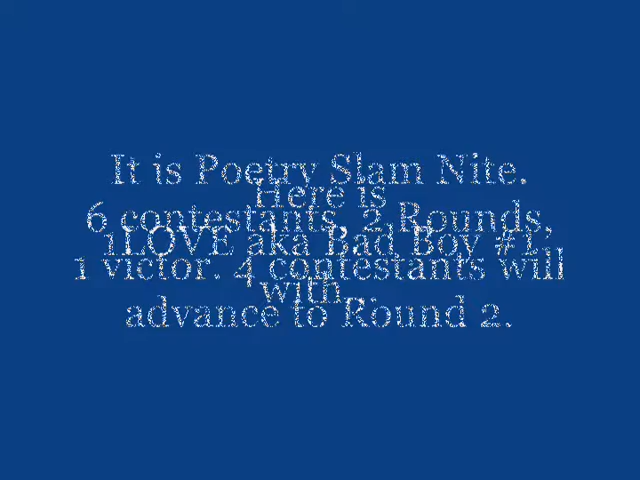 It is Poetry Slam Nite.
Here is
6 contestants, 2 Rounds,
1LOVE aka Bad Boy #1,
1 victor. 4 contestants will
with...
advance to Round 2.